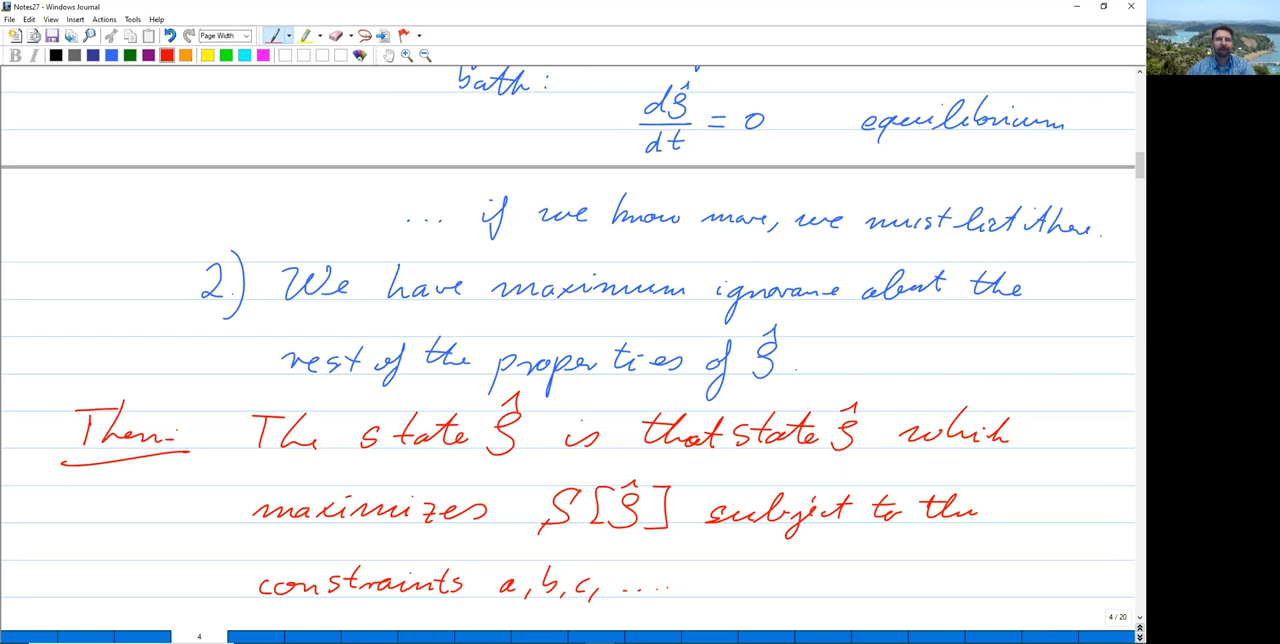 Notes27 - Windows Journal
File Edit View Insert Actions Tools Help
Page Width
B I
bath:
dρ̂/dt = 0 equilibrium
... if we know more, we must list it here.
2.) We have maximum ignorance about the
rest of the properties of ρ̂.
Then: The state ρ̂ is that state ρ̂ which
maximizes S[ρ̂] subject to the
constraints a, b, c, ....
4 / 20
4